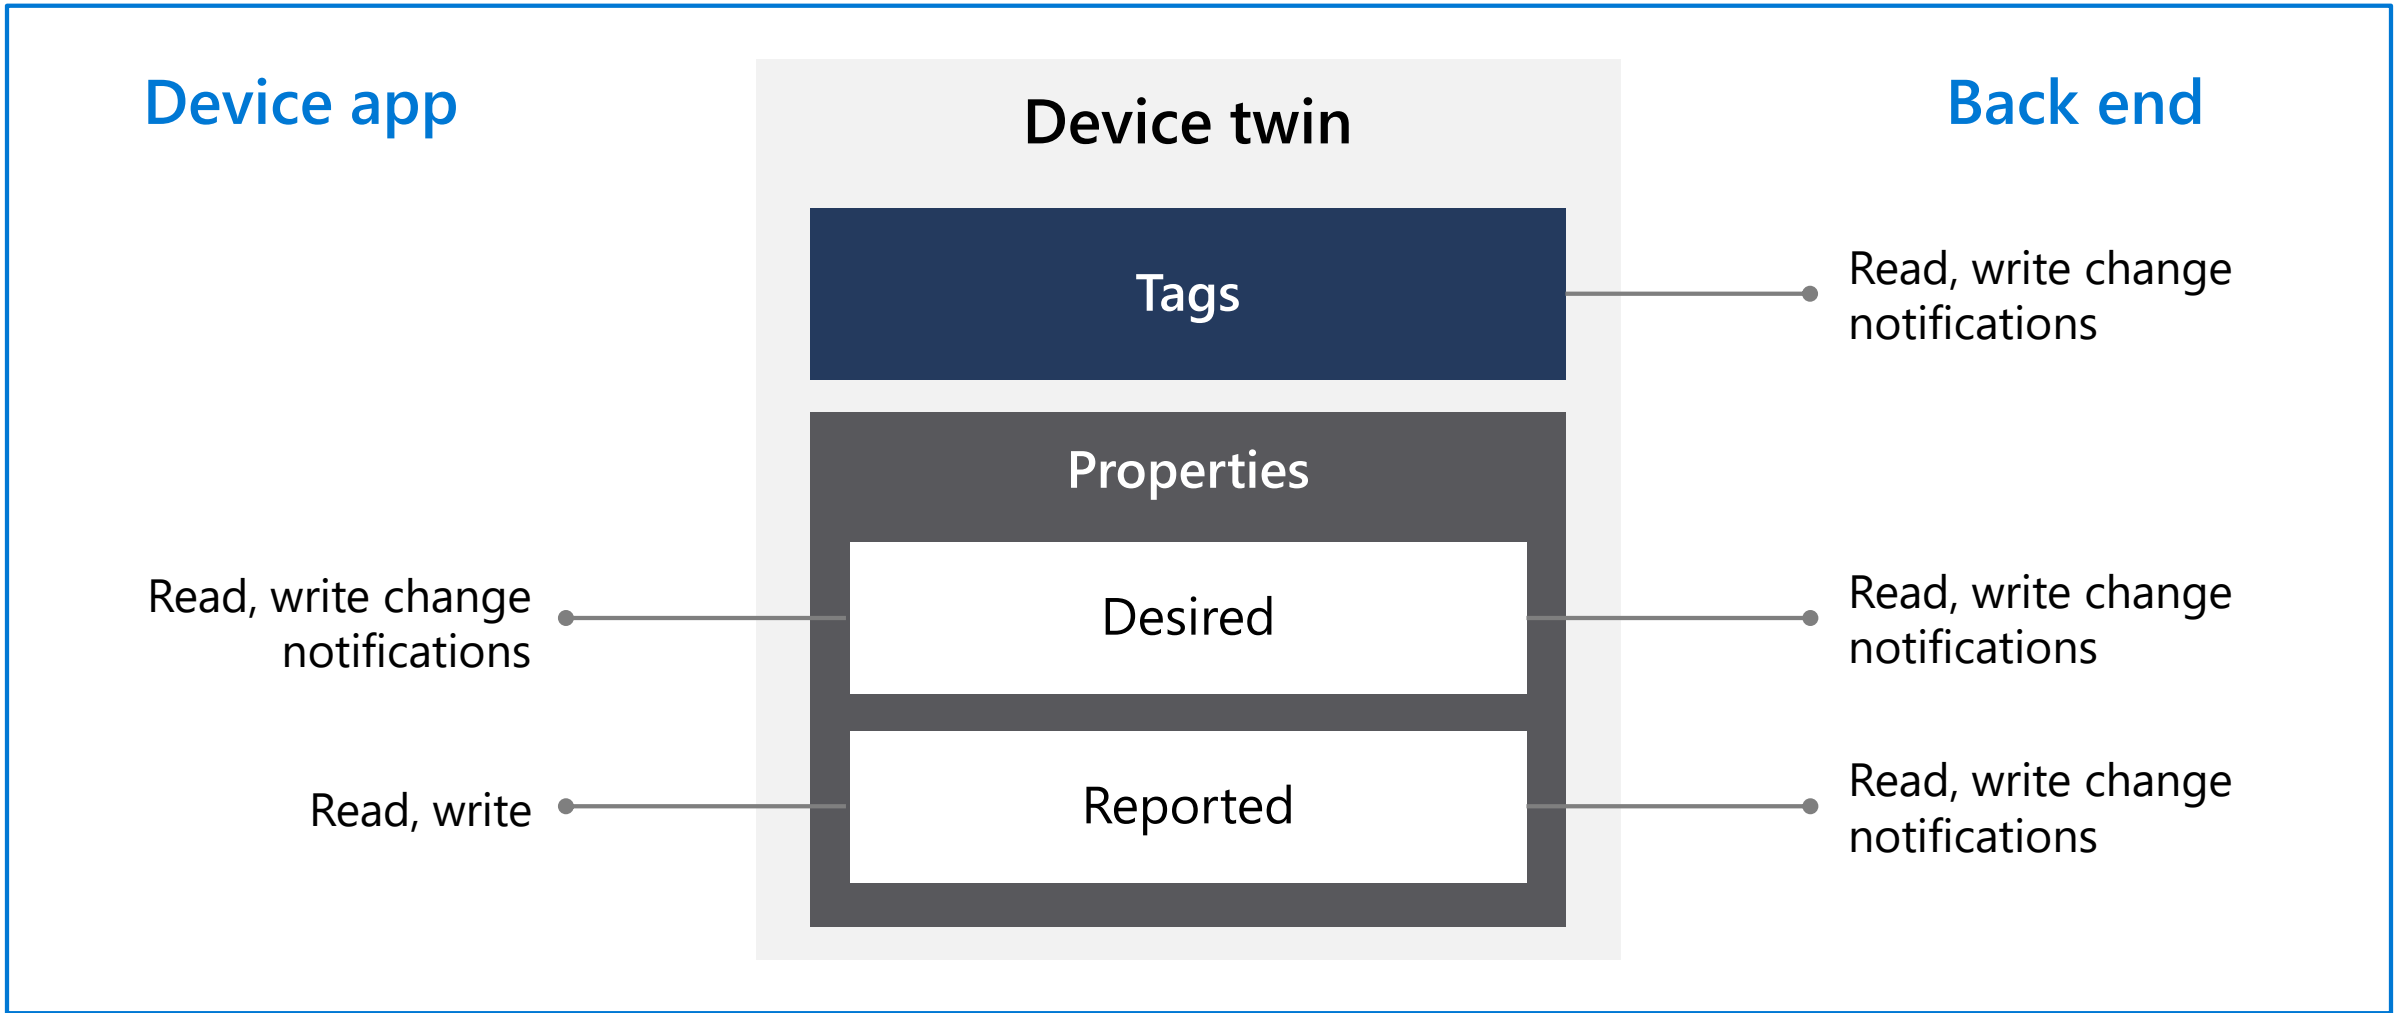 Device app
Device twin
Back end
Tags
Read, write change
notifications
Properties
Read, write change
notifications
Desired
Read, write change
notifications
Read, write
Reported
Read, write change
notifications